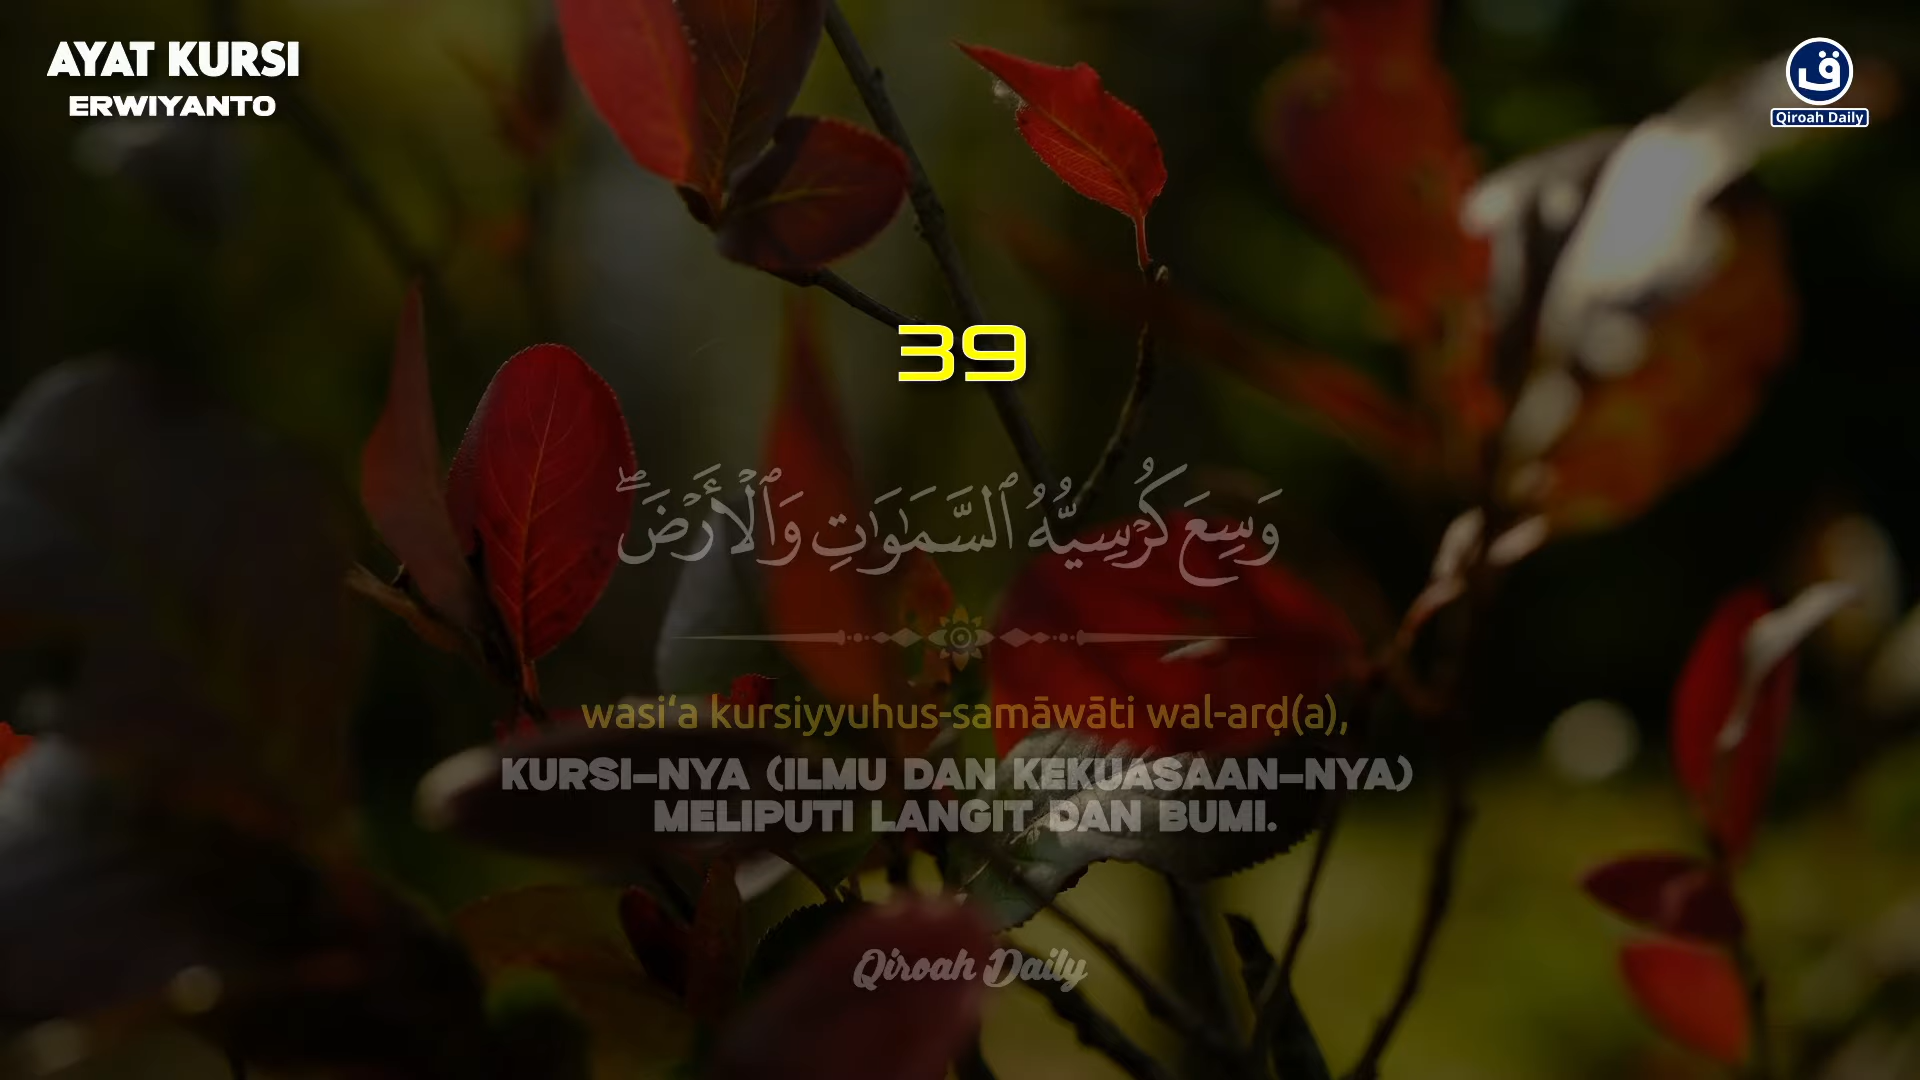 AYAT KURSI
ERWIYANTO
ق
Qiroah Daily
39
وَسِعَ كُرْسِيُّهُ ٱلسَّمَـٰوَٰتِ وَٱلْأَرْضَ ۖ
wasi‘a kursiyyuhus-samāwāti wal-arḍ(a),
KURSI-NYA (ILMU DAN KEKUASAAN-NYA)
MELIPUTI LANGIT DAN BUMI.
Qiroah Daily